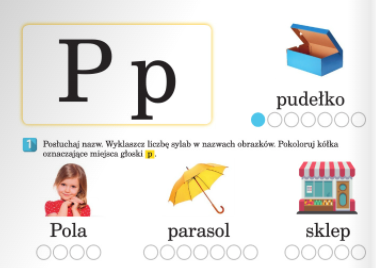 P p
pudełko
1 Posłuchaj nazw. Wyklaszcz liczbę sylab w nazwach obrazków. Pokoloruj kółka
oznaczające miejsca głoski p.
Pola parasol sklep